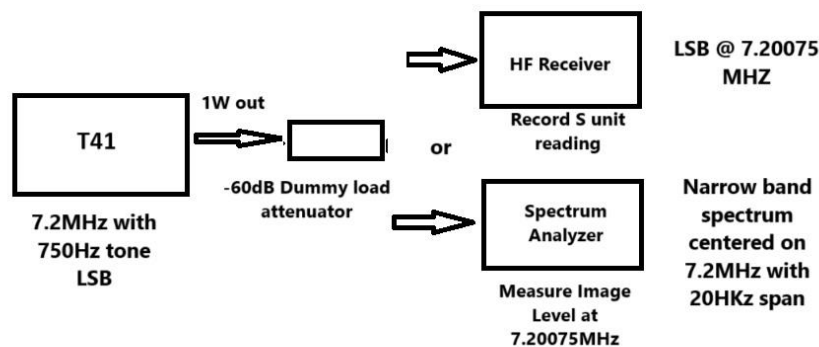 T41
7.2MHz with
750Hz tone
LSB
1W out
-60dB Dummy load
attenuator
or
HF Receiver
Record S unit
reading
LSB @ 7.20075
MHZ
Spectrum
Analyzer
Measure Image
Level at
7.20075MHz
Narrow band
spectrum
centered on
7.2MHz with
20HKz span